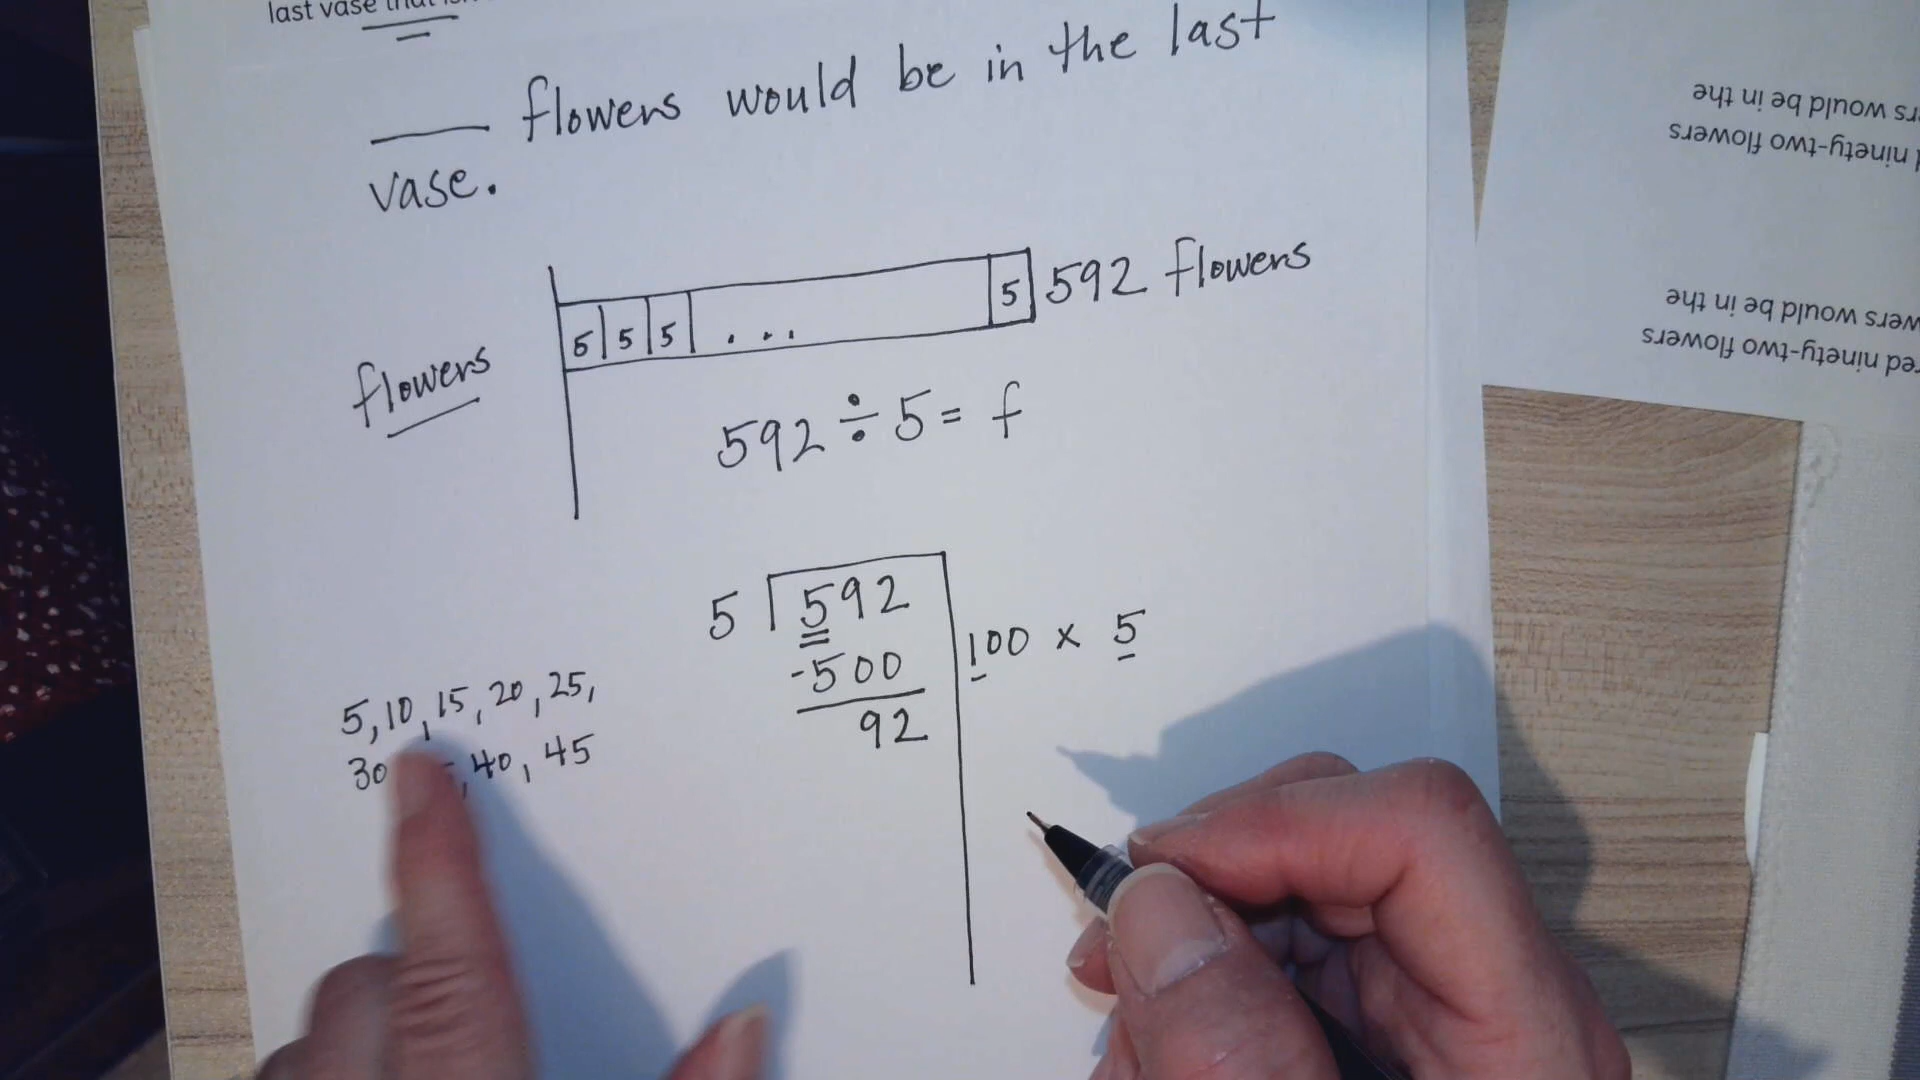 last vase that
____ flowers would be in the last
vase.
5 5 5 ... 5 592 flowers
flowers
592 ÷ 5 = f
5 592
100 x 5
-500
92
5, 10, 15, 20, 25,
30 , 40, 45
rs would be in the
ninety-two flowers
would be in the
ninety-two flowers